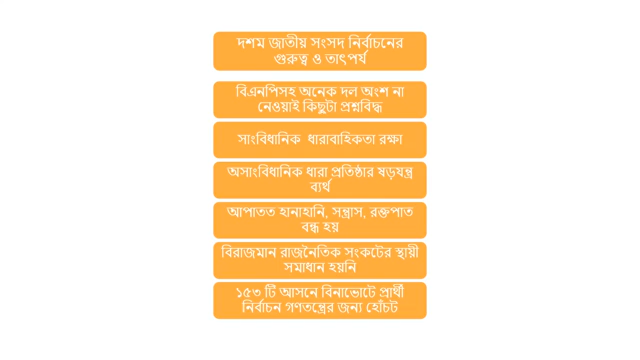 দশম জাতীয় সংসদ নির্বাচনের
গুরুত্ব ও তাৎপর্য
বিএনপিসহ অনেক দল অংশ না
নেওয়াই কিছুটা প্রশ্নবিদ্ধ
সাংবিধানিক ধারাবাহিকতা রক্ষা
অসাংবিধানিক ধারা প্রতিষ্ঠার ষড়যন্ত্র
ব্যর্থ
আপাতত হানাহানি, সন্ত্রাস, রক্তপাত
বন্ধ হয়
বিরাজমান রাজনৈতিক সংকটের স্থায়ী
সমাধান হয়নি
১৫৩ টি আসনে বিনাভোটে প্রার্থী
নির্বাচন গণতন্ত্রের জন্য হোঁচট